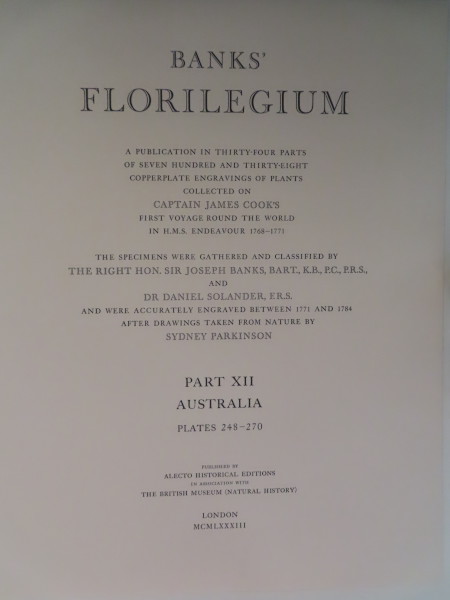 BANKS'
FLORILEGIUM
A PUBLICATION IN THIRTY-FOUR PARTS
OF SEVEN HUNDRED AND THIRTY-EIGHT
COPPERPLATE ENGRAVINGS OF PLANTS
COLLECTED ON
CAPTAIN JAMES COOK'S
FIRST VOYAGE ROUND THE WORLD
IN H.M.S. ENDEAVOUR 1768–1771
THE SPECIMENS WERE GATHERED AND CLASSIFIED BY
THE RIGHT HON. SIR JOSEPH BANKS, BART., K.B., P.C., P.R.S.,
AND
DR DANIEL SOLANDER, F.R.S.
AND WERE ACCURATELY ENGRAVED BETWEEN 1771 AND 1784
AFTER DRAWINGS TAKEN FROM NATURE BY
SYDNEY PARKINSON
PART XII
AUSTRALIA
PLATES 248–270
PUBLISHED BY
ALECTO HISTORICAL EDITIONS
IN ASSOCIATION WITH
THE BRITISH MUSEUM (NATURAL HISTORY)
LONDON
MCMLXXXIII